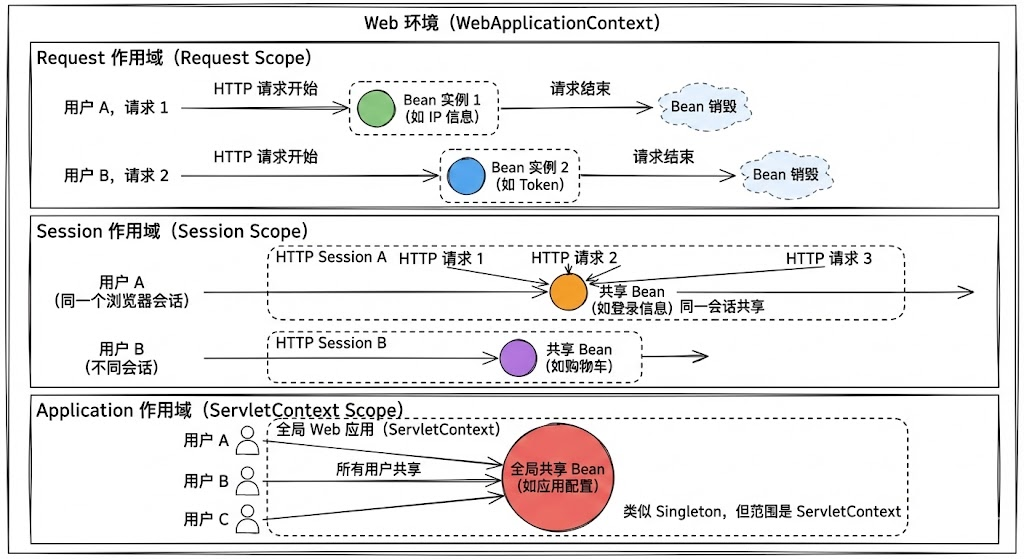 Web 环境（WebApplicationContext）
Request 作用域（Request Scope）
用户 A，请求 1
HTTP 请求开始
Bean 实例 1
（如 IP 信息）
请求结束
Bean 销毁
用户 B，请求 2
HTTP 请求开始
Bean 实例 2
（如 Token）
请求结束
Bean 销毁
Session 作用域（Session Scope）
HTTP Session A
HTTP 请求 1
HTTP 请求 2
HTTP 请求 3
用户 A
（同一个浏览器会话）
共享 Bean
（如登录信息）
同一会话共享
用户 B
（不同会话）
HTTP Session B
共享 Bean
（如购物车）
Application 作用域（ServletContext Scope）
全局 Web 应用（ServletContext）
用户 A
用户 B
用户 C
所有用户共享
全局共享 Bean
（如应用配置）
类似 Singleton，但范围是 ServletContext